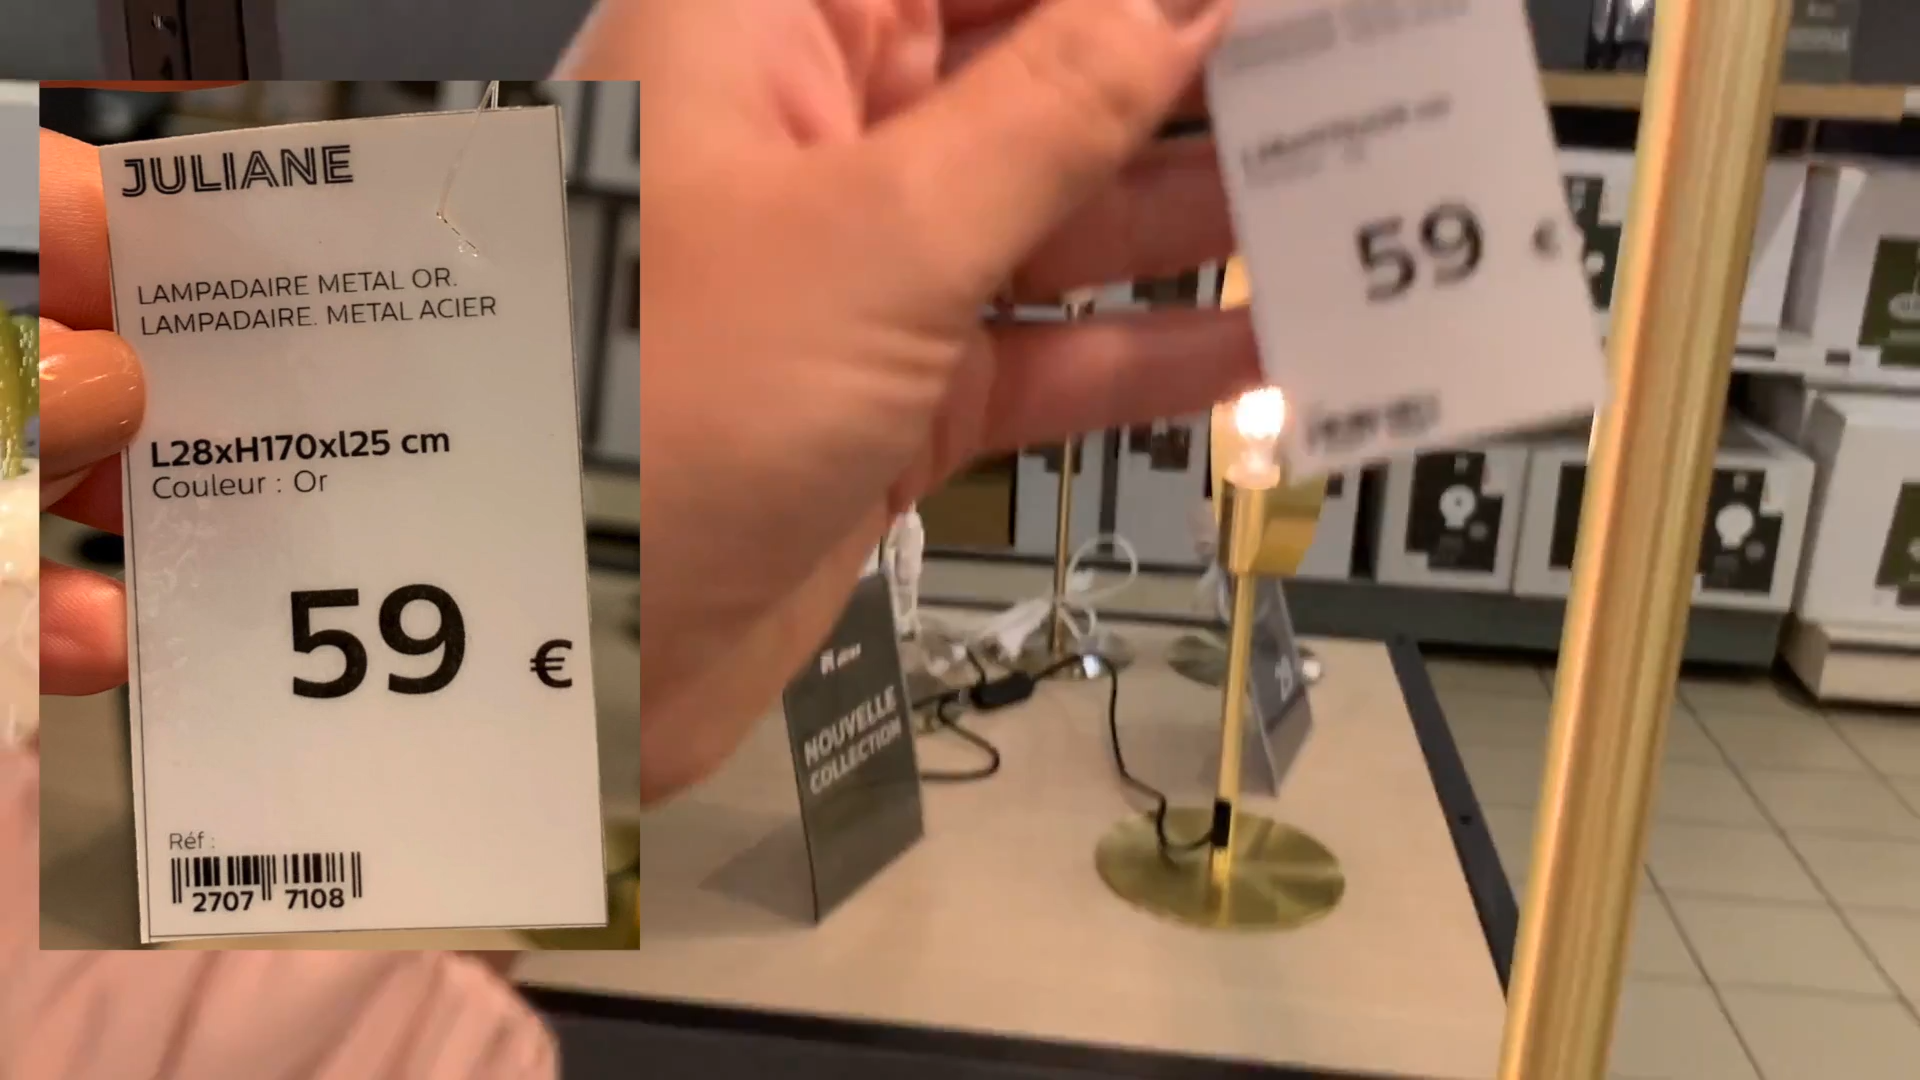 JULIANE
LAMPADAIRE METAL OR.
LAMPADAIRE. METAL ACIER
L28xH170xl25 cm
Couleur : Or
59 €
Réf :
2707 7108
59 €
NOUVELLE
COLLECTION